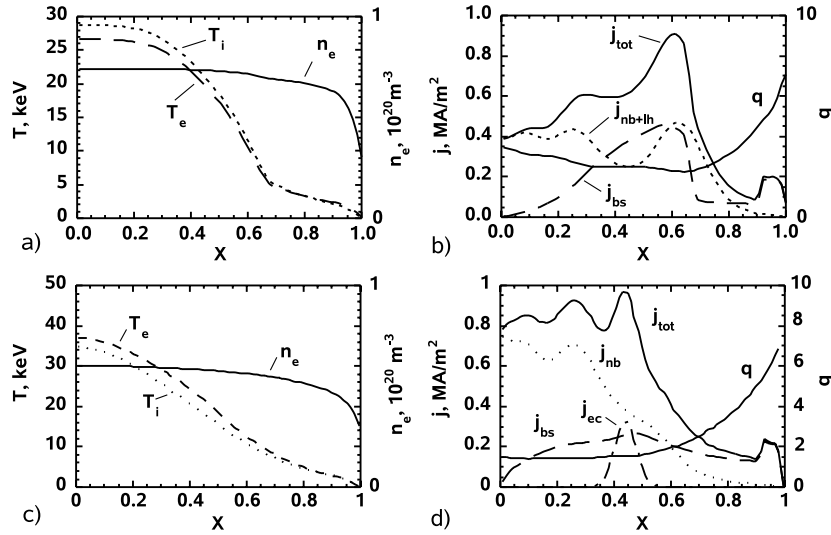 30
25
20
15
10
5
0
T, keV
1
0
n_e, 10^20 m^-3
T_i
n_e
T_e
0.0 0.2 0.4 0.6 0.8 1.0
X
a)
1.0
0.8
0.6
0.4
0.2
0.0
j, MA/m^2
10
5
0
q
j_tot
j_nb+lh
q
j_bs
0.0 0.2 0.4 0.6 0.8 1.0
X
b)
50
40
30
20
10
0
T, keV
1
0
n_e, 10^20 m^-3
T_e
n_e
T_i
0.0 0.2 0.4 0.6 0.8 1
X
c)
1
0.8
0.6
0.4
0.2
0
j, MA/m^2
10
8
6
4
2
0
q
j_tot
j_nb
q
j_ec
j_bs
0.0 0.2 0.4 0.6 0.8 1
X
d)